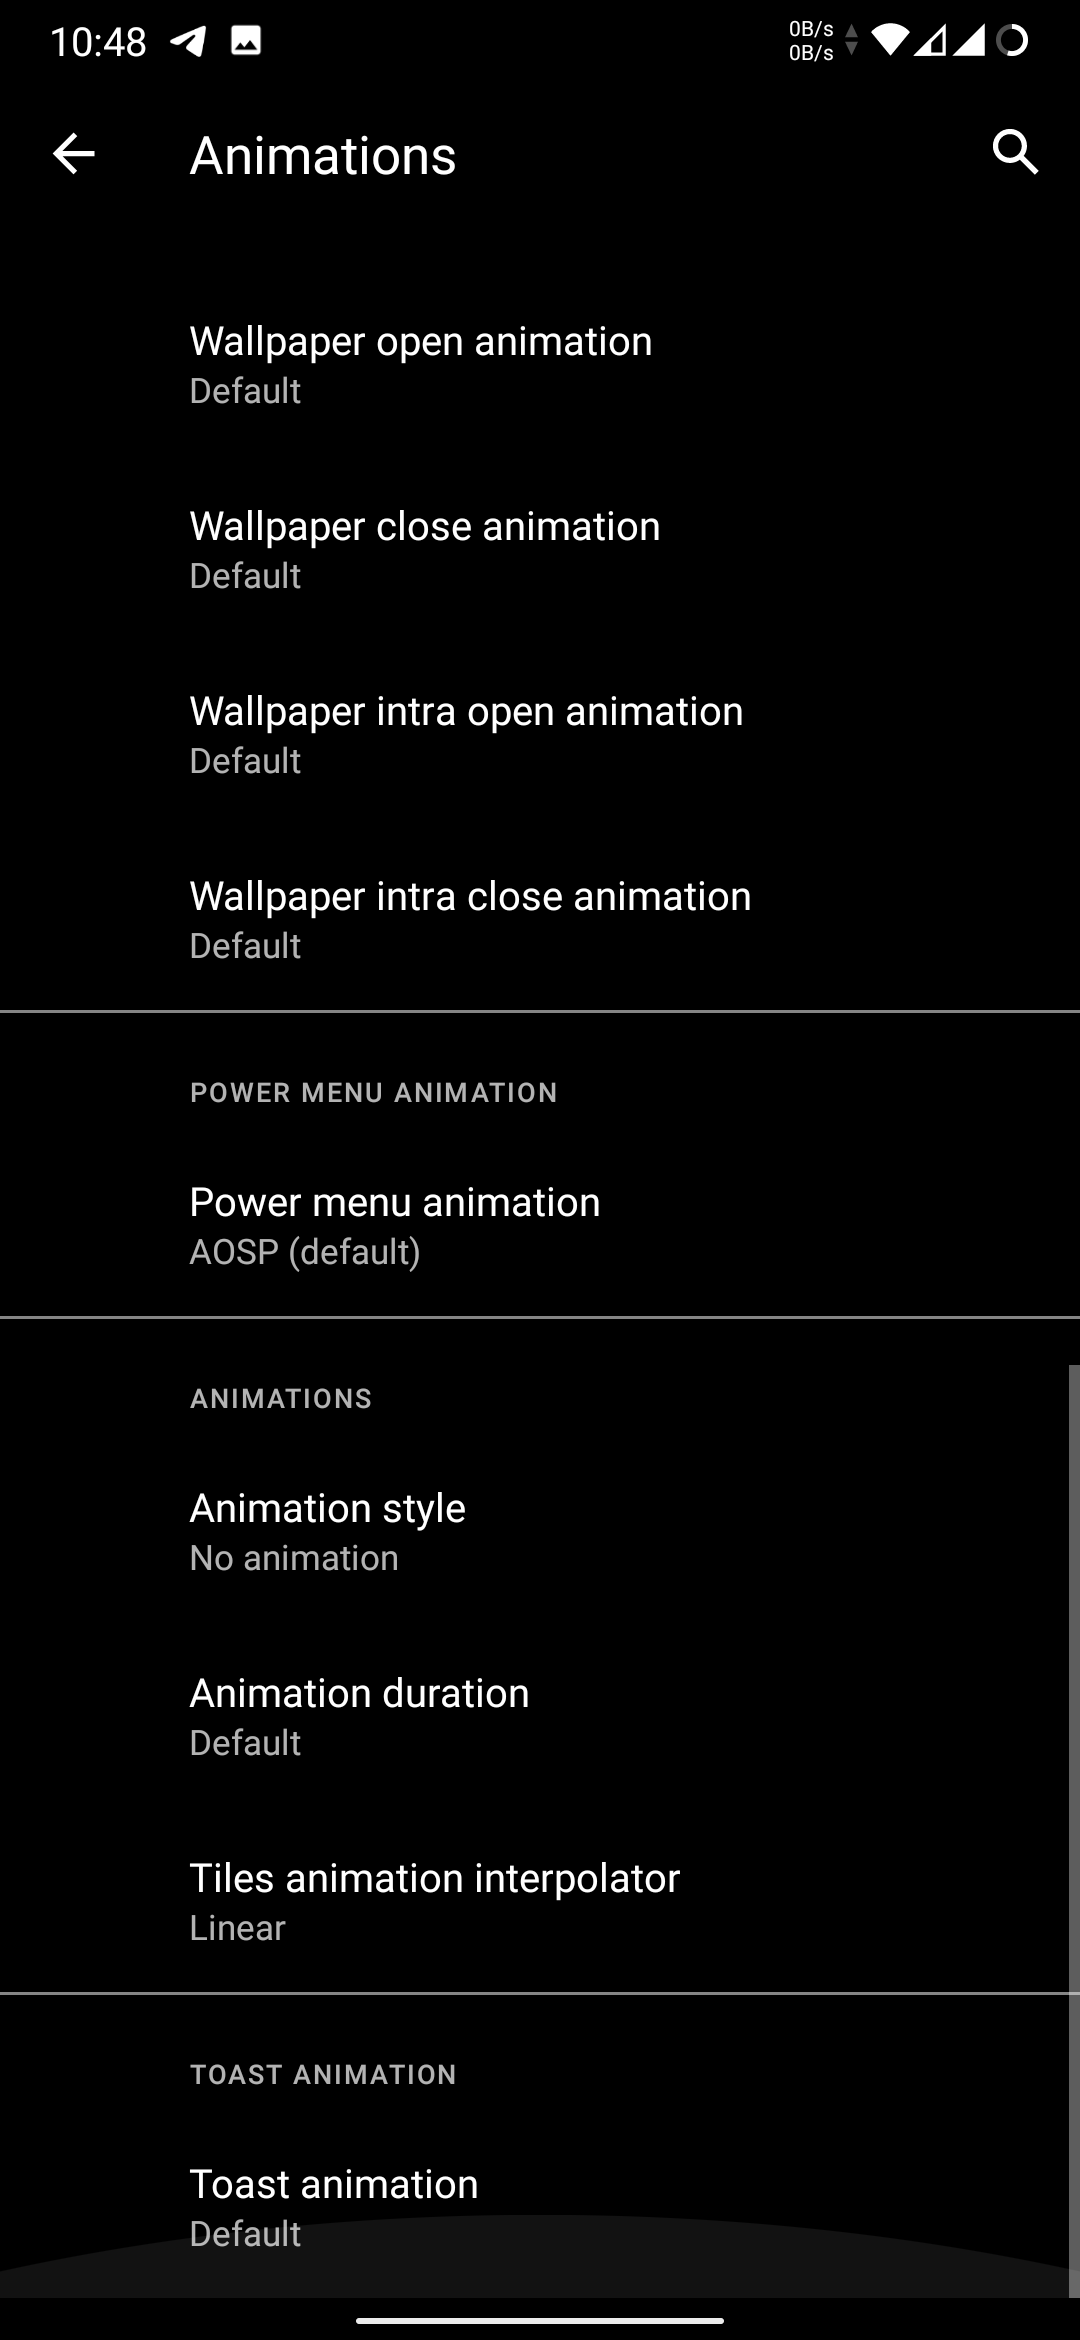 10:48
0B/s
0B/s
Animations
Wallpaper open animation
Default
Wallpaper close animation
Default
Wallpaper intra open animation
Default
Wallpaper intra close animation
Default
POWER MENU ANIMATION
Power menu animation
AOSP (default)
ANIMATIONS
Animation style
No animation
Animation duration
Default
Tiles animation interpolator
Linear
TOAST ANIMATION
Toast animation
Default